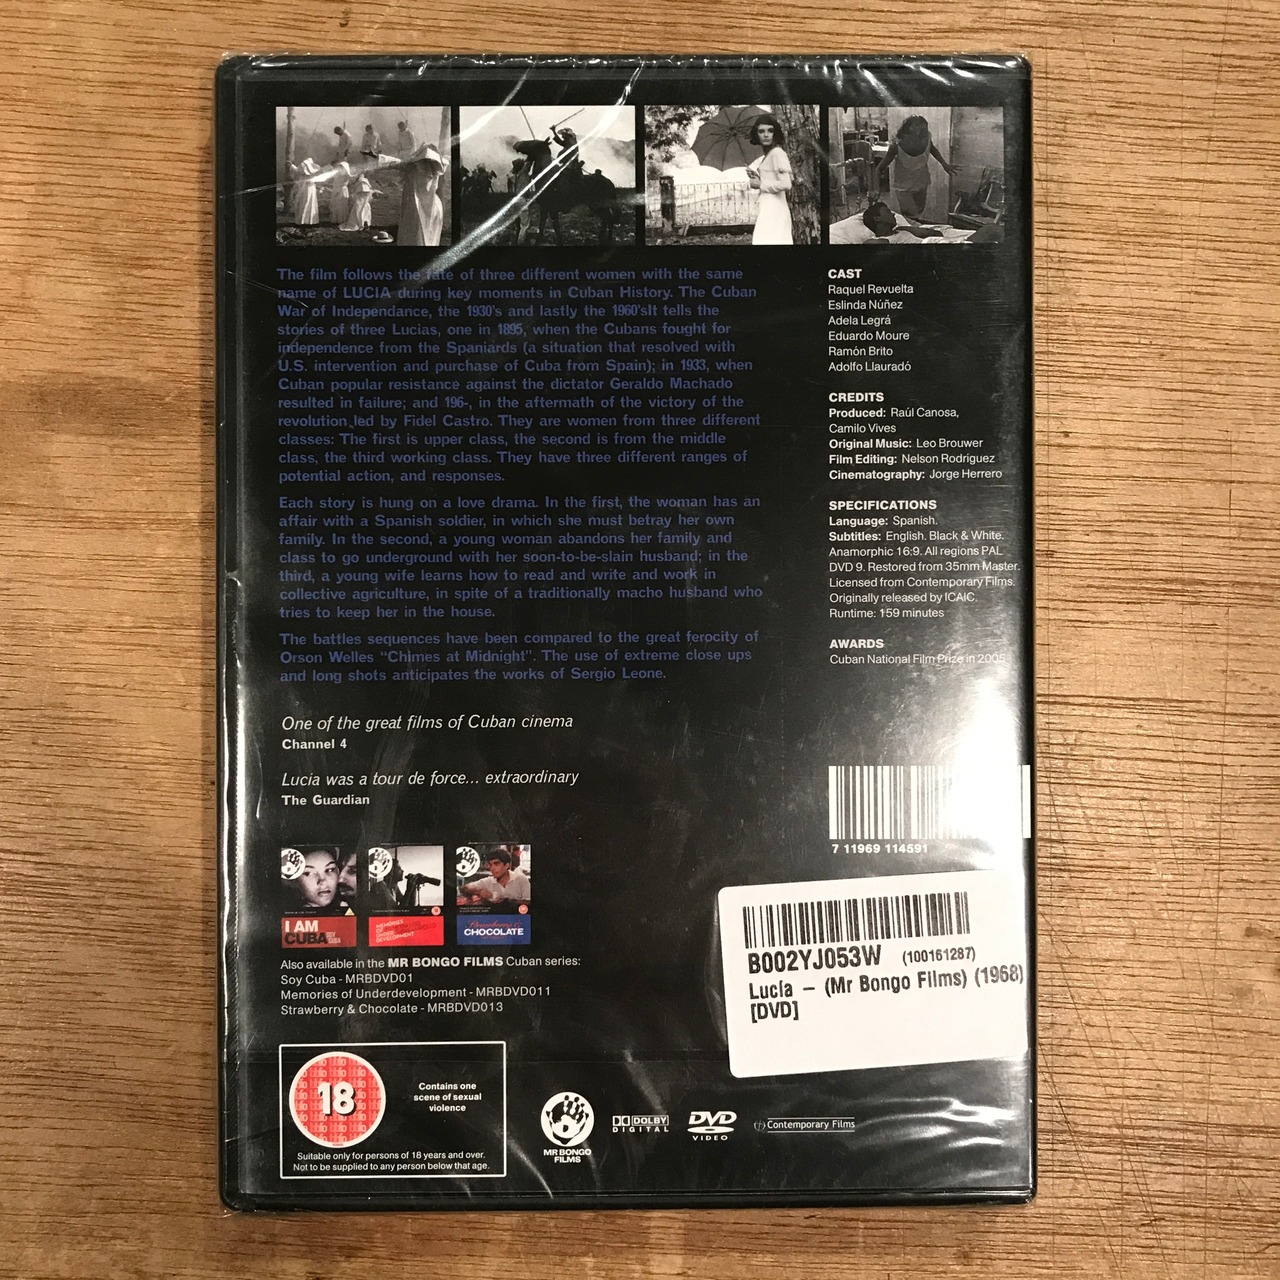 The film follows the fate of three different women with the same
name of LUCIA during key moments in Cuban History. The Cuban
War of Independance, the 1930's and lastly the 1960'sIt tells the
stories of three Lucias, one in 1895, when the Cubans fought for
independence from the Spaniards (a situation that resolved with
U.S. intervention and purchase of Cuba from Spain); in 1933, when
Cuban popular resistance against the dictator Geraldo Machado
resulted in failure; and 196-, in the aftermath of the victory of the
revolution led by Fidel Castro. They are women from three different
classes: The first is upper class, the second is from the middle
class, the third working class. They have three different ranges of
potential action, and responses.
Each story is hung on a love drama. In the first, the woman has an
affair with a Spanish soldier, in which she must betray her own
family. In the second, a young woman abandons her family and
class to go underground with her soon-to-be-slain husband; in the
third, a young wife learns how to read and write and work in
collective agriculture, in spite of a traditionally macho husband who
tries to keep her in the house.
The battles sequences have been compared to the great ferocity of
Orson Welles “Chimes at Midnight”. The use of extreme close ups
and long shots anticipates the works of Sergio Leone.
One of the great films of Cuban cinema
Channel 4
Lucia was a tour de force... extraordinary
The Guardian
CAST
Raquel Revuelta
Eslinda Núñez
Adela Legrá
Eduardo Moure
Ramón Brito
Adolfo Llauradó
CREDITS
Produced: Raúl Canosa,
Camilo Vives
Original Music: Leo Brouwer
Film Editing: Nelson Rodriguez
Cinematography: Jorge Herrero
SPECIFICATIONS
Language: Spanish.
Subtitles: English. Black & White.
Anamorphic 16:9. All regions PAL
DVD 9. Restored from 35mm Master.
Licensed from Contemporary Films.
Originally released by ICAIC.
Runtime: 159 minutes
AWARDS
Cuban National Film Prize in 2005
7 11969 114591
B002YJ053W (100161287)
Lucía – (Mr Bongo Films) (1968)
[DVD]
I AM
CUBA
SOY
CUBA
MEMORIES
OF
UNDER
DEVELOPMENT
Strawberry &
CHOCOLATE
Also available in the MR BONGO FILMS Cuban series:
Soy Cuba - MRBDVD01
Memories of Underdevelopment - MRBDVD011
Strawberry & Chocolate - MRBDVD013
18
Contains one
scene of sexual
violence
Suitable only for persons of 18 years and over.
Not to be supplied to any person below that age.
MR BONGO
FILMS
DOLBY
DIGITAL
DVD
VIDEO
Contemporary Films